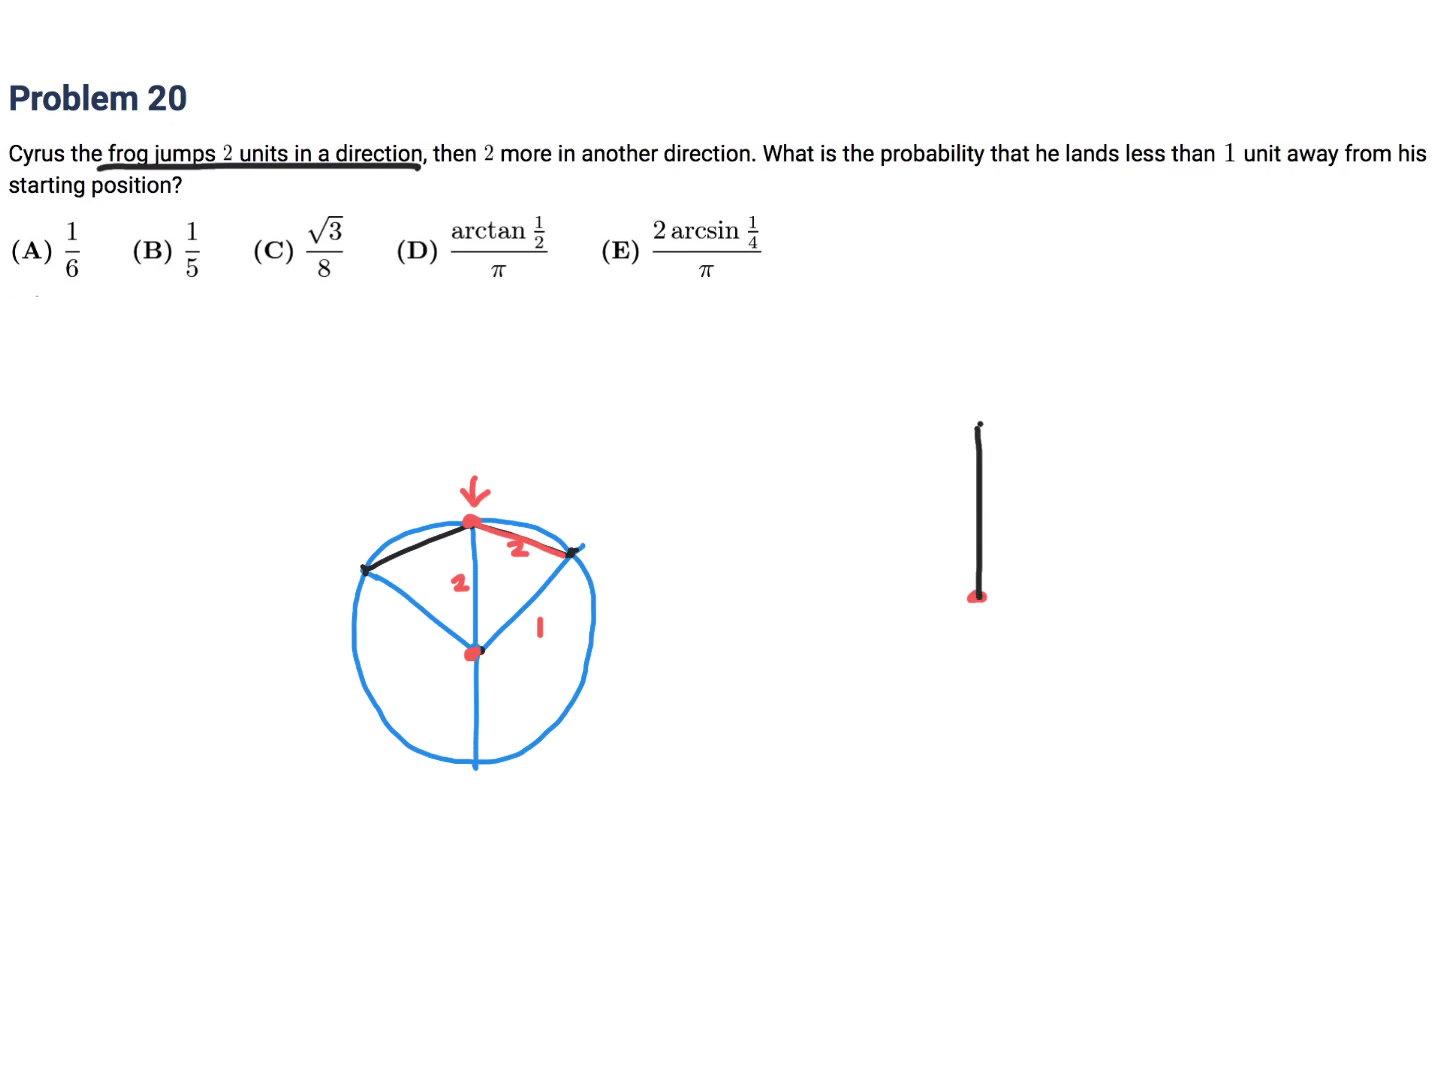 Problem 20
Cyrus the frog jumps 2 units in a direction, then 2 more in another direction. What is the probability that he lands less than 1 unit away from his
starting position?
(A) 1/6 (B) 1/5 (C) √3/8 (D) arctan 1/2 / π (E) 2 arcsin 1/4 / π
2
2
1